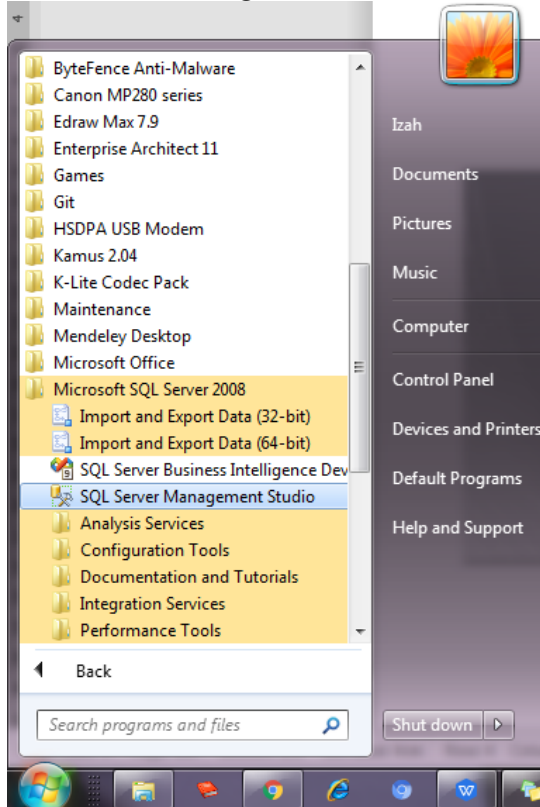 ByteFence Anti-Malware
Canon MP280 series
Edraw Max 7.9
Enterprise Architect 11
Games
Git
HSDPA USB Modem
Kamus 2.04
K-Lite Codec Pack
Maintenance
Mendeley Desktop
Microsoft Office
Microsoft SQL Server 2008
Import and Export Data (32-bit)
Import and Export Data (64-bit)
SQL Server Business Intelligence Dev
SQL Server Management Studio
Analysis Services
Configuration Tools
Documentation and Tutorials
Integration Services
Performance Tools
Back
Search programs and files
Izah
Documents
Pictures
Music
Computer
Control Panel
Devices and Printers
Default Programs
Help and Support
Shut down